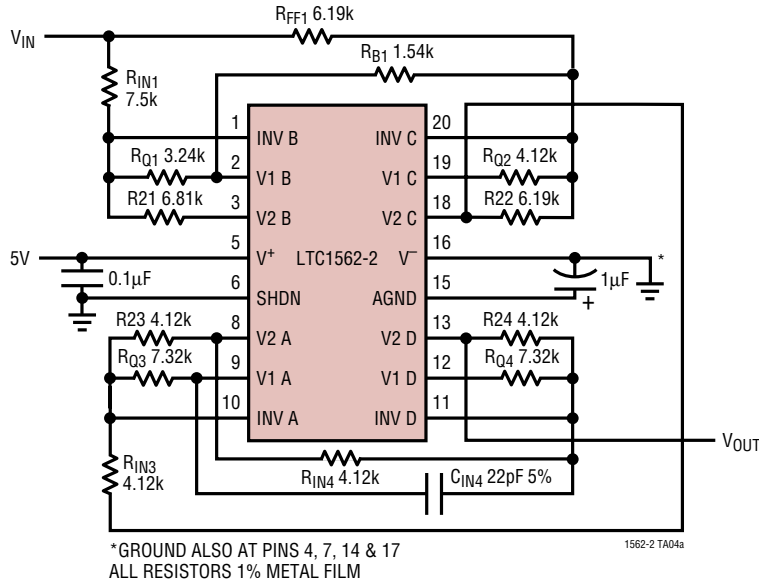 RFF1 6.19k
VIN
RB1 1.54k
RIN1
7.5k
1
20
INV B
INV C
RQ1 3.24k
2
19
RQ2 4.12k
V1 B
V1 C
R21 6.81k
3
18
R22 6.19k
V2 B
V2 C
5V
5
16
*
V+
LTC1562-2
V–
0.1µF
6
15
1µF
SHDN
AGND
+
R23 4.12k
8
13
R24 4.12k
V2 A
V2 D
RQ3 7.32k
9
12
RQ4 7.32k
V1 A
V1 D
10
11
INV A
INV D
VOUT
RIN3
4.12k
RIN4 4.12k
CIN4 22pF 5%
1562-2 TA04a
*GROUND ALSO AT PINS 4, 7, 14 & 17
ALL RESISTORS 1% METAL FILM